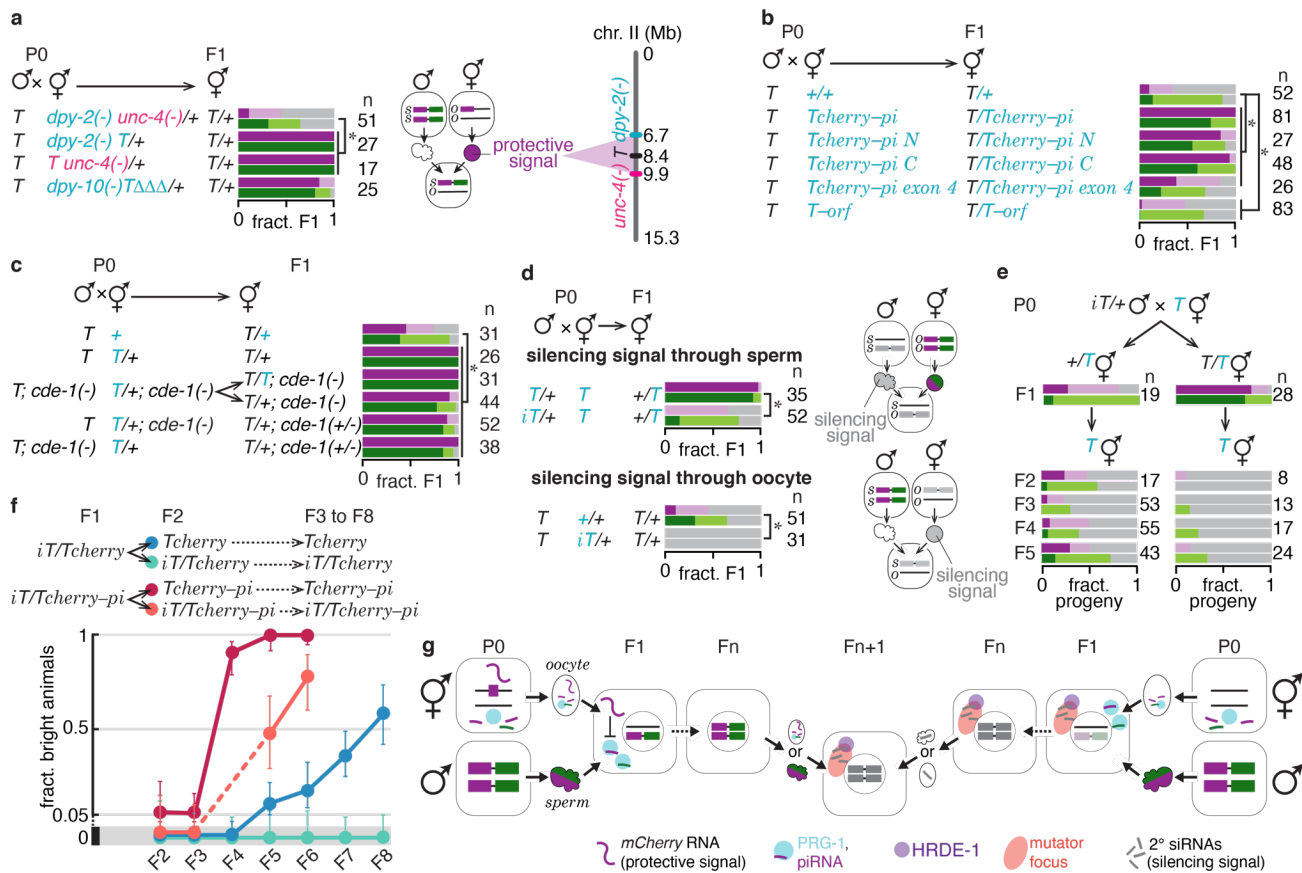 a
P0 F1
♂ × ⚥ ⚥
n
T dpy-2(-) unc-4(-)/+ T/+ 51
T dpy-2(-) T/+ T/+ 27
T T unc-4(-)/+ T/+ 17
T dpy-10(-)TΔΔΔ/+ T/+ 25
*
0 1
fract. F1
♂ ⚥
s o
s
protective
signal
s
o
chr. II (Mb)
0
dpy-2(-)
6.7
T 8.4
9.9
unc-4(-)
15.3
b
P0 F1
♂ × ⚥ ⚥
n
T +/+ T/+ 52
T Tcherry–pi T/Tcherry–pi 81
T Tcherry–pi N T/Tcherry–pi N 27
T Tcherry–pi C T/Tcherry–pi C 48
T Tcherry–pi exon 4 T/Tcherry–pi exon 4 26
T T–orf T/T–orf 83
* *
0 1
fract. F1
c
P0 F1
♂ × ⚥ ⚥
n
T + T/+ 31
T T/+ T/+ 26
T; cde-1(-) T/+; cde-1(-) T/T; cde-1(-) 31
T/+; cde-1(-) 44
T T/+; cde-1(-) T/+; cde-1(+/-) 52
T; cde-1(-) T/+ T/+; cde-1(+/-) 38
*
0 1
fract. F1
d
P0 F1
♂ × ⚥ ⚥
silencing signal through sperm
n
T/+ T +/T 35
iT/+ T +/T 52
*
0 fract. F1 1
silencing signal through oocyte
n
T +/+ T/+ 51
T iT/+ T/+ 31
*
0 fract. F1 1
♂ ⚥
s o
s o
silencing
signal
s
o
♂ ⚥
s o
s
silencing
signal
s
o
e
P0 iT/+ ♂ × T ⚥
+/T ⚥ T/T ⚥
n n
F1 19 28
T ⚥ T ⚥
F2 17 8
F3 53 13
F4 55 17
F5 43 24
0 1 0 1
fract. fract.
progeny progeny
f
F1 F2 F3 to F8
iT/Tcherry Tcherry Tcherry
iT/Tcherry iT/Tcherry
iT/Tcherry–pi Tcherry–pi Tcherry–pi
iT/Tcherry–pi iT/Tcherry–pi
fract. bright animals
1
0.5
0.05
0
F2 F3 F4 F5 F6 F7 F8
g
P0 F1 Fn Fn+1 Fn F1 P0
⚥ oocyte ⚥
or or
♂ sperm ♂
mCherry RNA
(protective signal)
PRG-1,
piRNA
HRDE-1
mutator
focus
2° siRNAs
(silencing signal)